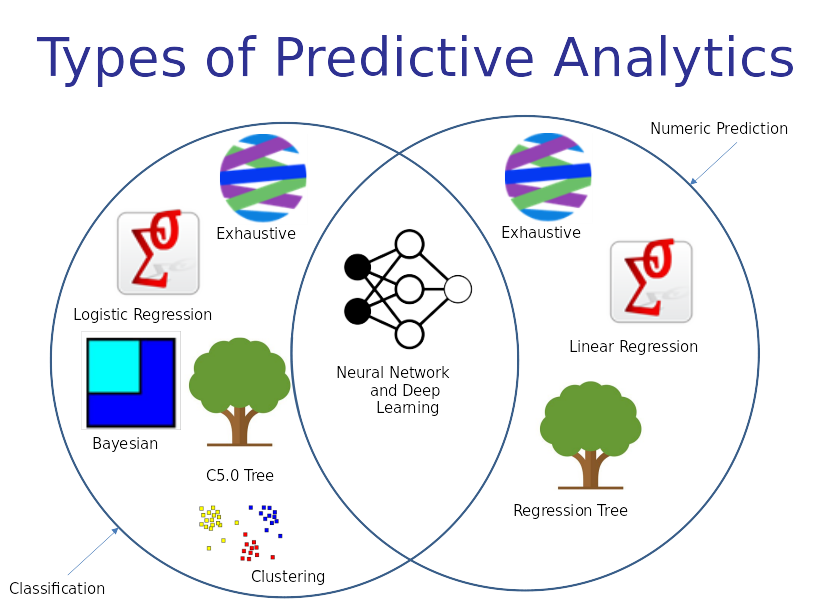 Types of Predictive Analytics
Numeric Prediction
Exhaustive
Exhaustive
σ
Σ
Logistic Regression
σ
Σ
Linear Regression
Neural Network
and Deep
Learning
Bayesian
C5.0 Tree
Regression Tree
Clustering
Classification